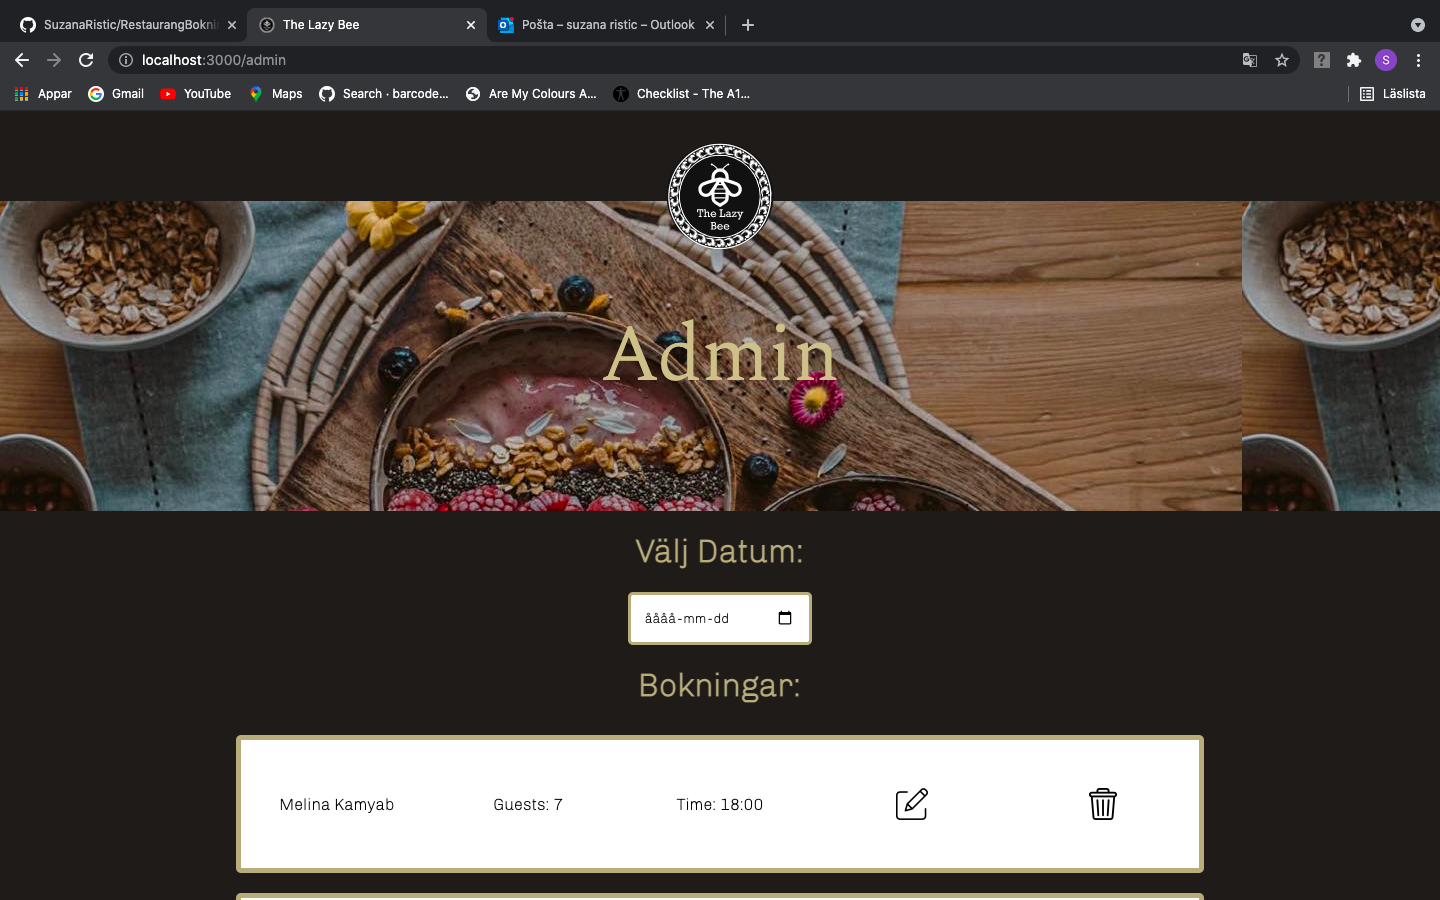 SuzanaRistic/RestaurangBokni
The Lazy Bee
Pošta – suzana ristic – Outlook
localhost:3000/admin
S
Appar
Gmail
YouTube
Maps
Search · barcode...
Are My Colours A...
Checklist - The A1...
Läslista
The Lazy
Bee
Admin
Välj Datum:
åååå-mm-dd
Bokningar:
Melina Kamyab
Guests: 7
Time: 18:00